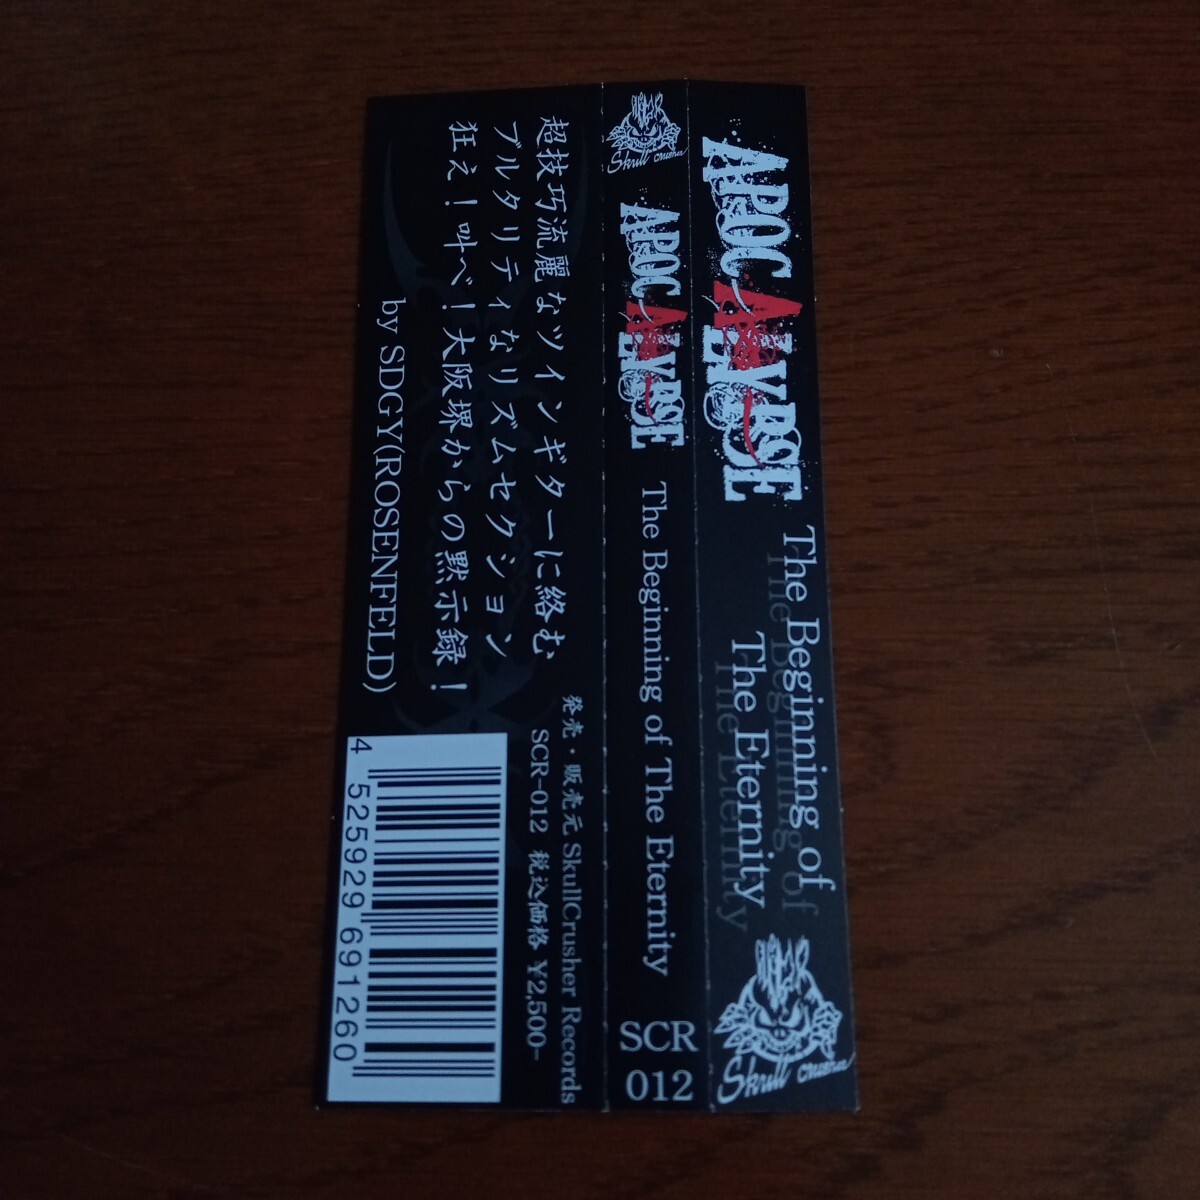 APOCALYPSE
The Beginning of
The Eternity
Skull Crusher
Skull Crusher
APOCALYPSE
The Beginning of The Eternity
SCR
012
超技巧流麗なツインギターに絡む
ブルタリティなリズムセクション
狂え！叫べ！大阪堺からの黙示録！
by SDGY(ROSENFELD)
発売・販売元 SkullCrusher Records
SCR-012 税込価格 ¥2,500-
4 525929 691260